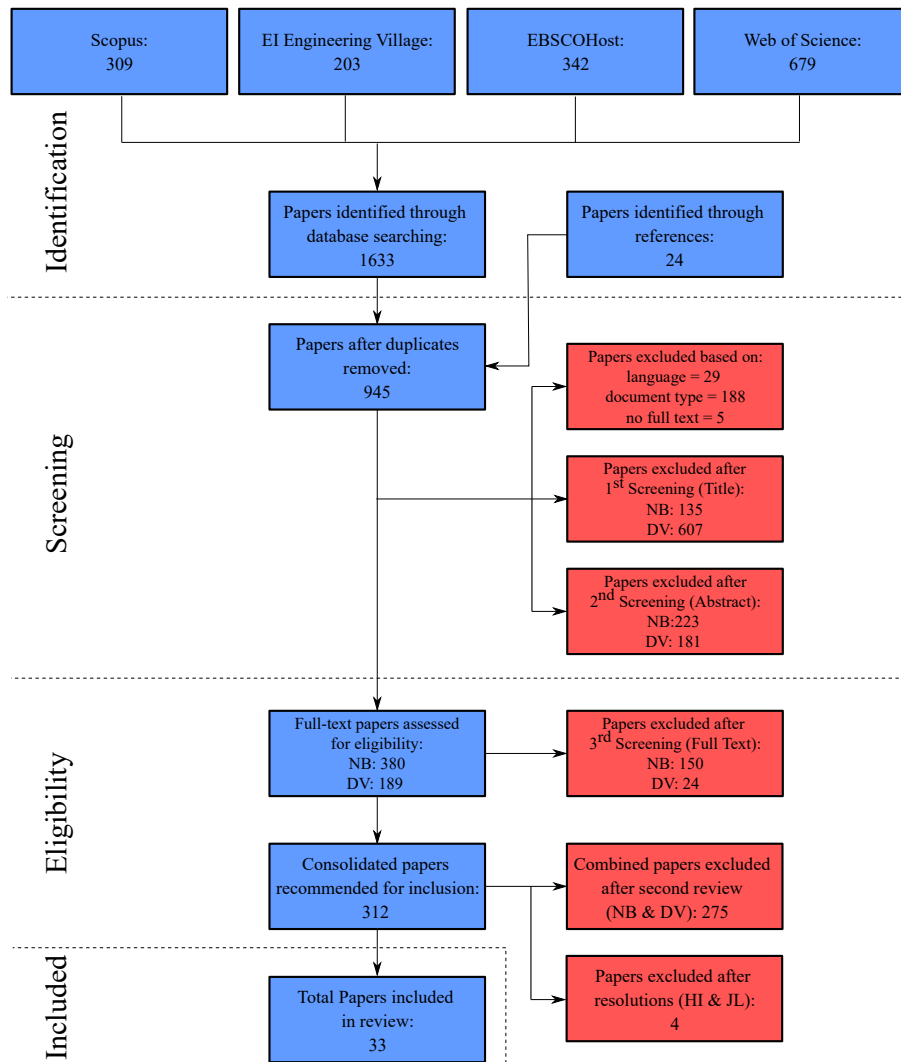 Scopus:
309
EI Engineering Village:
203
EBSCOHost:
342
Web of Science:
679
Identification
Papers identified through
database searching:
1633
Papers identified through
references:
24
Screening
Papers after duplicates
removed:
945
Papers excluded based on:
language = 29
document type = 188
no full text = 5
Papers excluded after
1st Screening (Title):
NB: 135
DV: 607
Papers excluded after
2nd Screening (Abstract):
NB:223
DV: 181
Eligibility
Full-text papers assessed
for eligibility:
NB: 380
DV: 189
Papers excluded after
3rd Screening (Full Text):
NB: 150
DV: 24
Consolidated papers
recommended for inclusion:
312
Combined papers excluded
after second review
(NB & DV): 275
Included
Total Papers included
in review:
33
Papers excluded after
resolutions (HI & JL):
4